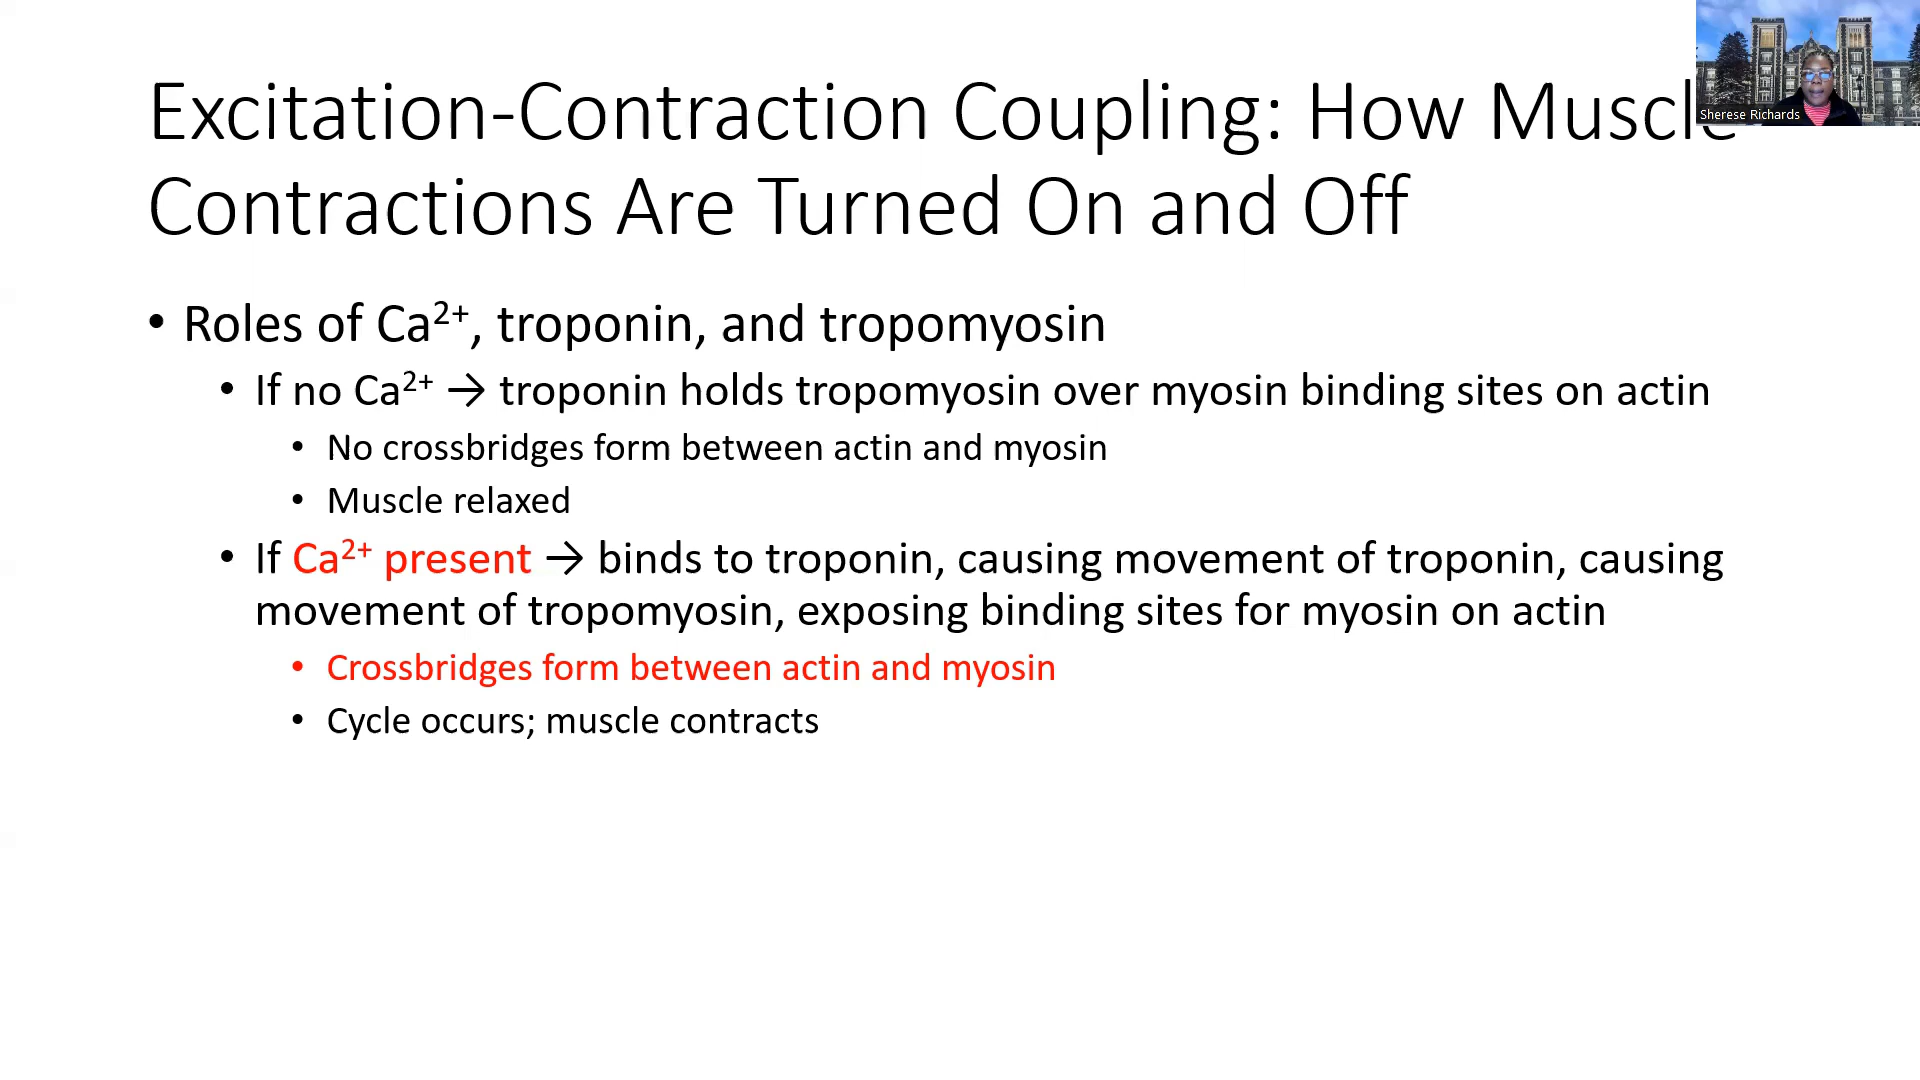 Excitation-Contraction Coupling: How Muscle
Contractions Are Turned On and Off
Sherese Richards
• Roles of Ca²⁺, troponin, and tropomyosin
• If no Ca²⁺ → troponin holds tropomyosin over myosin binding sites on actin
• No crossbridges form between actin and myosin
• Muscle relaxed
• If Ca²⁺ present → binds to troponin, causing movement of troponin, causing
movement of tropomyosin, exposing binding sites for myosin on actin
• Crossbridges form between actin and myosin
• Cycle occurs; muscle contracts